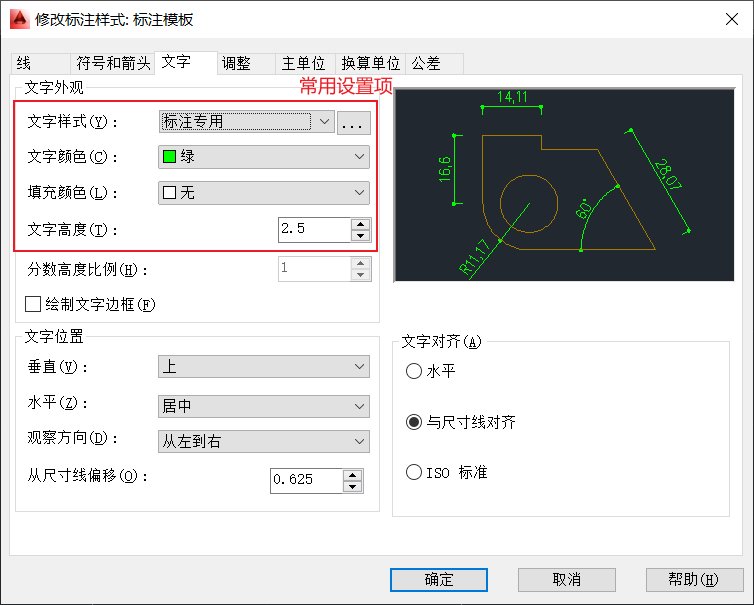 修改标注样式: 标注模板
线 符号和箭头 文字 调整 主单位 换算单位 公差
文字外观
常用设置项
文字样式(Y): 标注专用 ...
文字颜色(C): 绿
填充颜色(L): 无
文字高度(T): 2.5
分数高度比例(H): 1
绘制文字边框(F)
14,11
16,6
28,07
60°
R11,17
文字位置
垂直(V): 上
水平(Z): 居中
观察方向(D): 从左到右
从尺寸线偏移(O): 0.625
文字对齐(A)
水平
与尺寸线对齐
ISO 标准
确定 取消 帮助(H)